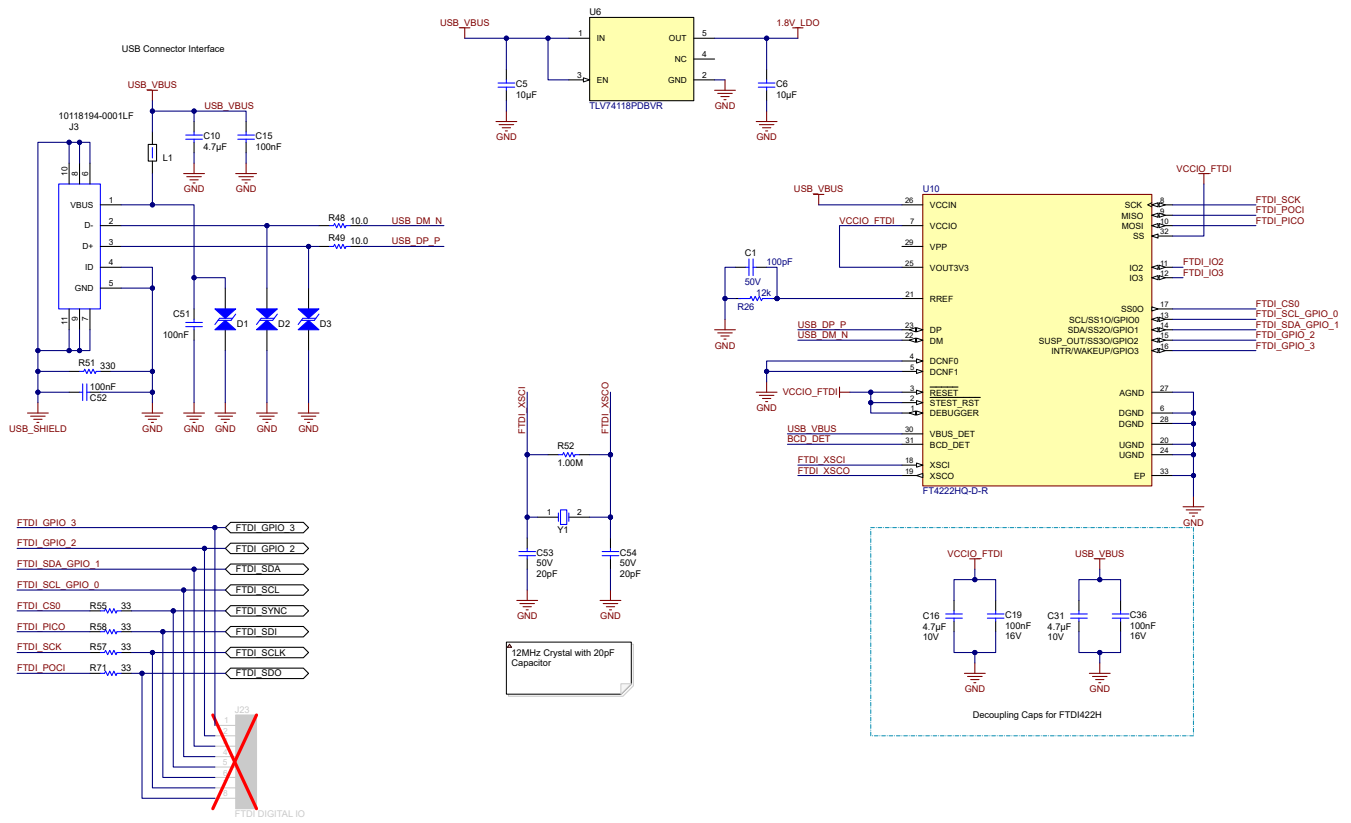 USB Connector Interface
USB_VBUS
USB_VBUS
10118194-0001LF
J3
C10
4.7µF
C15
100nF
L1
GND
GND
10
8
6
VBUS
1
D-
2
D+
3
ID
4
GND
5
11
9
7
R48
10.0
USB_DM_N
R49
10.0
USB_DP_P
C51
100nF
D1
D2
D3
R51
330
100nF
C52
USB_SHIELD
GND
GND
GND
GND
GND
U6
USB_VBUS
1
IN
OUT
5
1.8V_LDO
NC
4
3
EN
GND
2
C5
10µF
C6
10µF
TLV74118PDBVR
GND
GND
GND
U10
USB_VBUS
26
VCCIN
VCCIO_FTDI
7
VCCIO
29
VPP
25
VOUT3V3
C1
100pF
50V
12k
R26
21
RREF
GND
USB_DP_P
23
DP
USB_DM_N
22
DM
4
DCNF0
5
DCNF1
GND
VCCIO_FTDI
3
RESET
2
STEST_RST
1
DEBUGGER
USB_VBUS
30
VBUS_DET
BCD_DET
31
BCD_DET
FTDI_XSCI
18
XSCI
FTDI_XSCO
19
XSCO
FT4222HQ-D-R
VCCIO_FTDI
SCK
8
FTDI_SCK
MISO
9
FTDI_POCI
MOSI
10
FTDI_PICO
SS
32
IO2
11
FTDI_IO2
IO3
12
FTDI_IO3
SS0O
17
FTDI_CS0
SCL/SS1O/GPIO0
13
FTDI_SCL_GPIO_0
SDA/SS2O/GPIO1
14
FTDI_SDA_GPIO_1
SUSP_OUT/SS3O/GPIO2
15
FTDI_GPIO_2
INTR/WAKEUP/GPIO3
16
FTDI_GPIO_3
AGND
27
DGND
6
DGND
28
UGND
20
UGND
24
EP
33
GND
FTDI_XSCI
FTDI_XSCO
R52
1.00M
1
2
Y1
C53
50V
20pF
C54
50V
20pF
GND
GND
12MHz Crystal with 20pF
Capacitor
FTDI_GPIO_3
FTDI_GPIO_3
FTDI_GPIO_2
FTDI_GPIO_2
FTDI_SDA_GPIO_1
FTDI_SDA
FTDI_SCL_GPIO_0
FTDI_SCL
FTDI_CS0
R55
33
FTDI_SYNC
FTDI_PICO
R58
33
FTDI_SDI
FTDI_SCK
R57
33
FTDI_SCLK
FTDI_POCI
R71
33
FTDI_SDO
J23
1
FTDI DIGITAL IO
VCCIO_FTDI
USB_VBUS
C16
4.7µF
10V
C19
100nF
16V
C31
4.7µF
10V
C36
100nF
16V
GND
GND
Decoupling Caps for FTDI422H